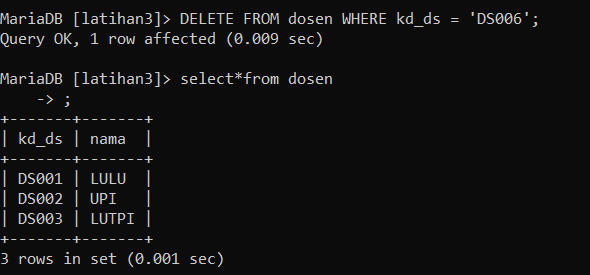 MariaDB [latihan3]> DELETE FROM dosen WHERE kd_ds = 'DS006';
Query OK, 1 row affected (0.009 sec)
MariaDB [latihan3]> select*from dosen
    -> ;
+-------+-------+
| kd_ds | nama  |
+-------+-------+
| DS001 | LULU  |
| DS002 | UPI   |
| DS003 | LUTPI |
+-------+-------+
3 rows in set (0.001 sec)